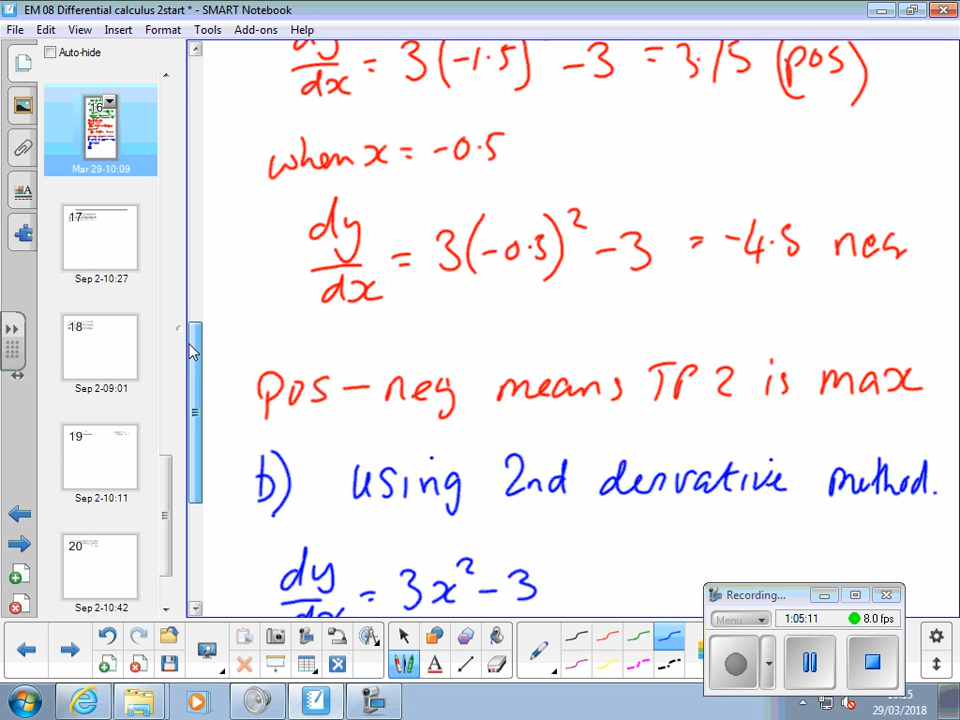 EM 08 Differential calculus 2start * - SMART Notebook
File Edit View Insert Format Tools Add-ons Help
Auto-hide
16
Mar 29-10:09
17
Sep 2-10:27
18
Sep 2-09:01
19
Sep 2-10:11
20
Sep 2-10:42
dy/dx = 3(-1.5) - 3 = 3.75 (pos)
when x = -0.5
dy/dx = 3(-0.5)² - 3 = -4.5 neg
pos - neg means TP 2 is max
b) using 2nd derivative method.
dy/dx = 3x² - 3
Recording...
Menu
1:05:11
8.0 fps
A
29/03/2018